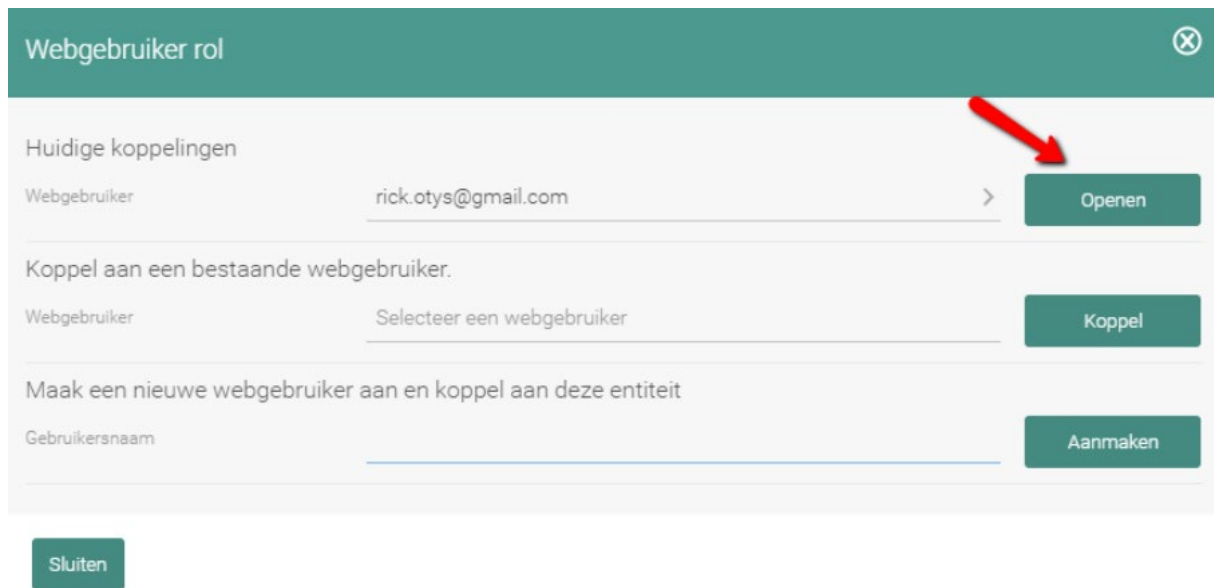 Webgebruiker rol
Huidige koppelingen
Webgebruiker rick.otys@gmail.com Openen
Koppel aan een bestaande webgebruiker.
Webgebruiker Selecteer een webgebruiker Koppel
Maak een nieuwe webgebruiker aan en koppel aan deze entiteit
Gebruikersnaam Aanmaken
Sluiten